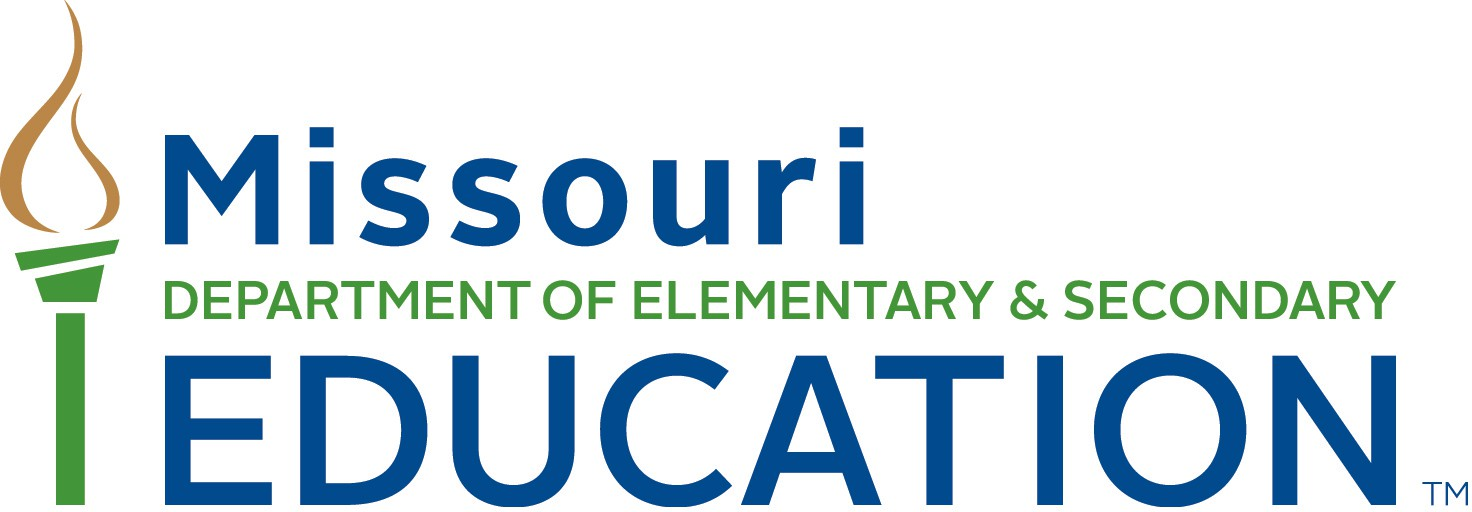 Missouri
DEPARTMENT OF ELEMENTARY & SECONDARY
EDUCATION TM